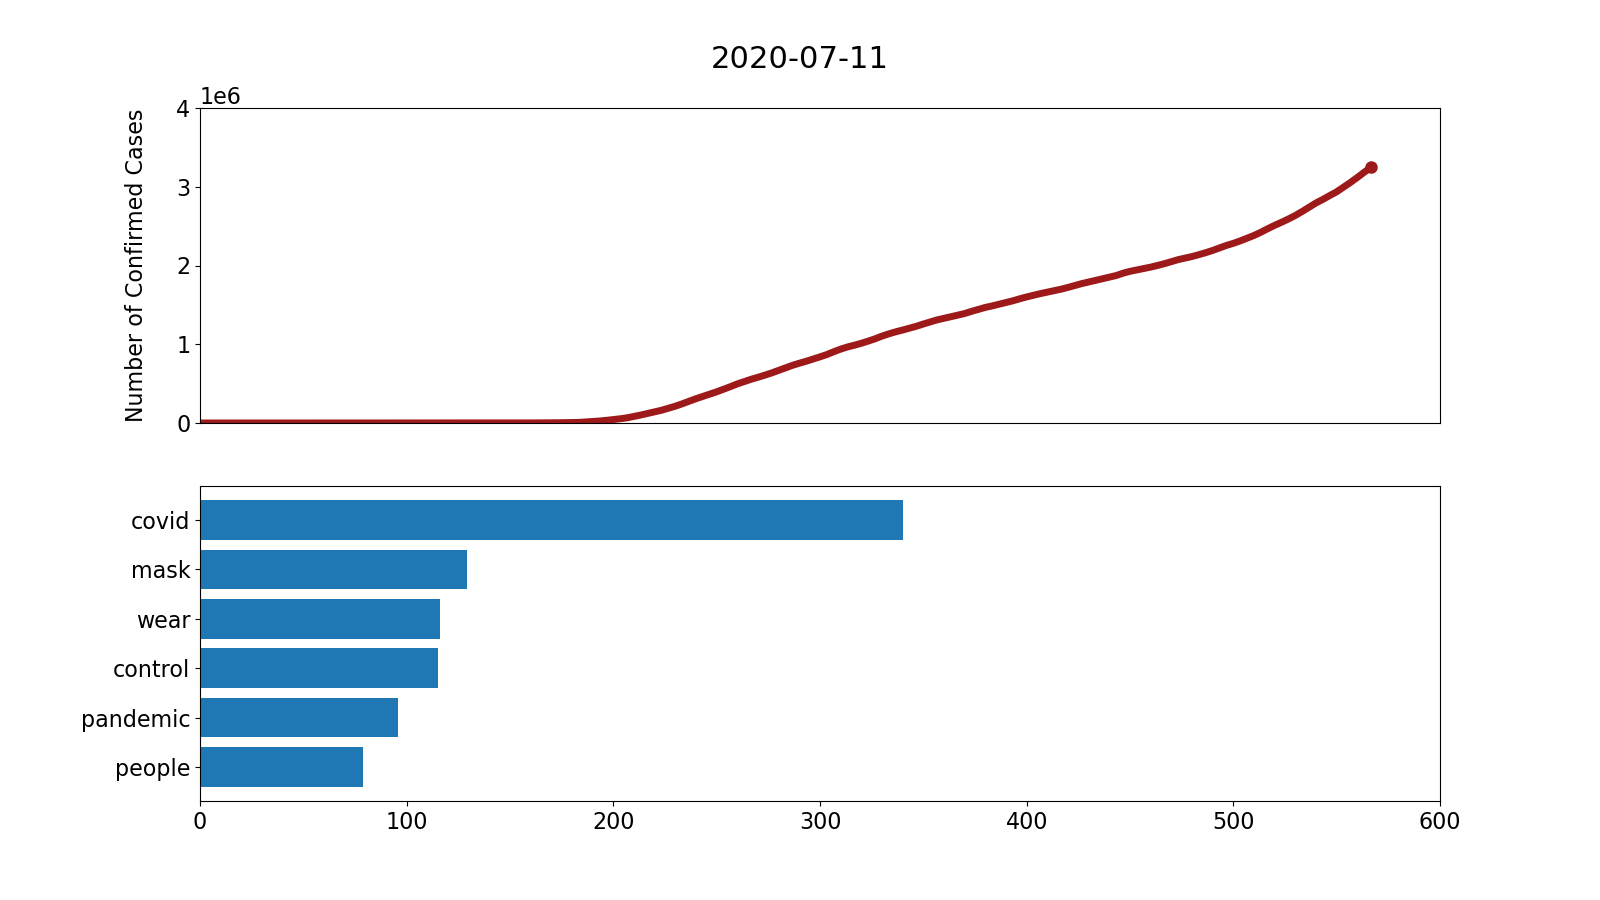 2020-07-11
1e6
Number of Confirmed Cases
4
3
2
1
0
covid
mask
wear
control
pandemic
people
0 100 200 300 400 500 600